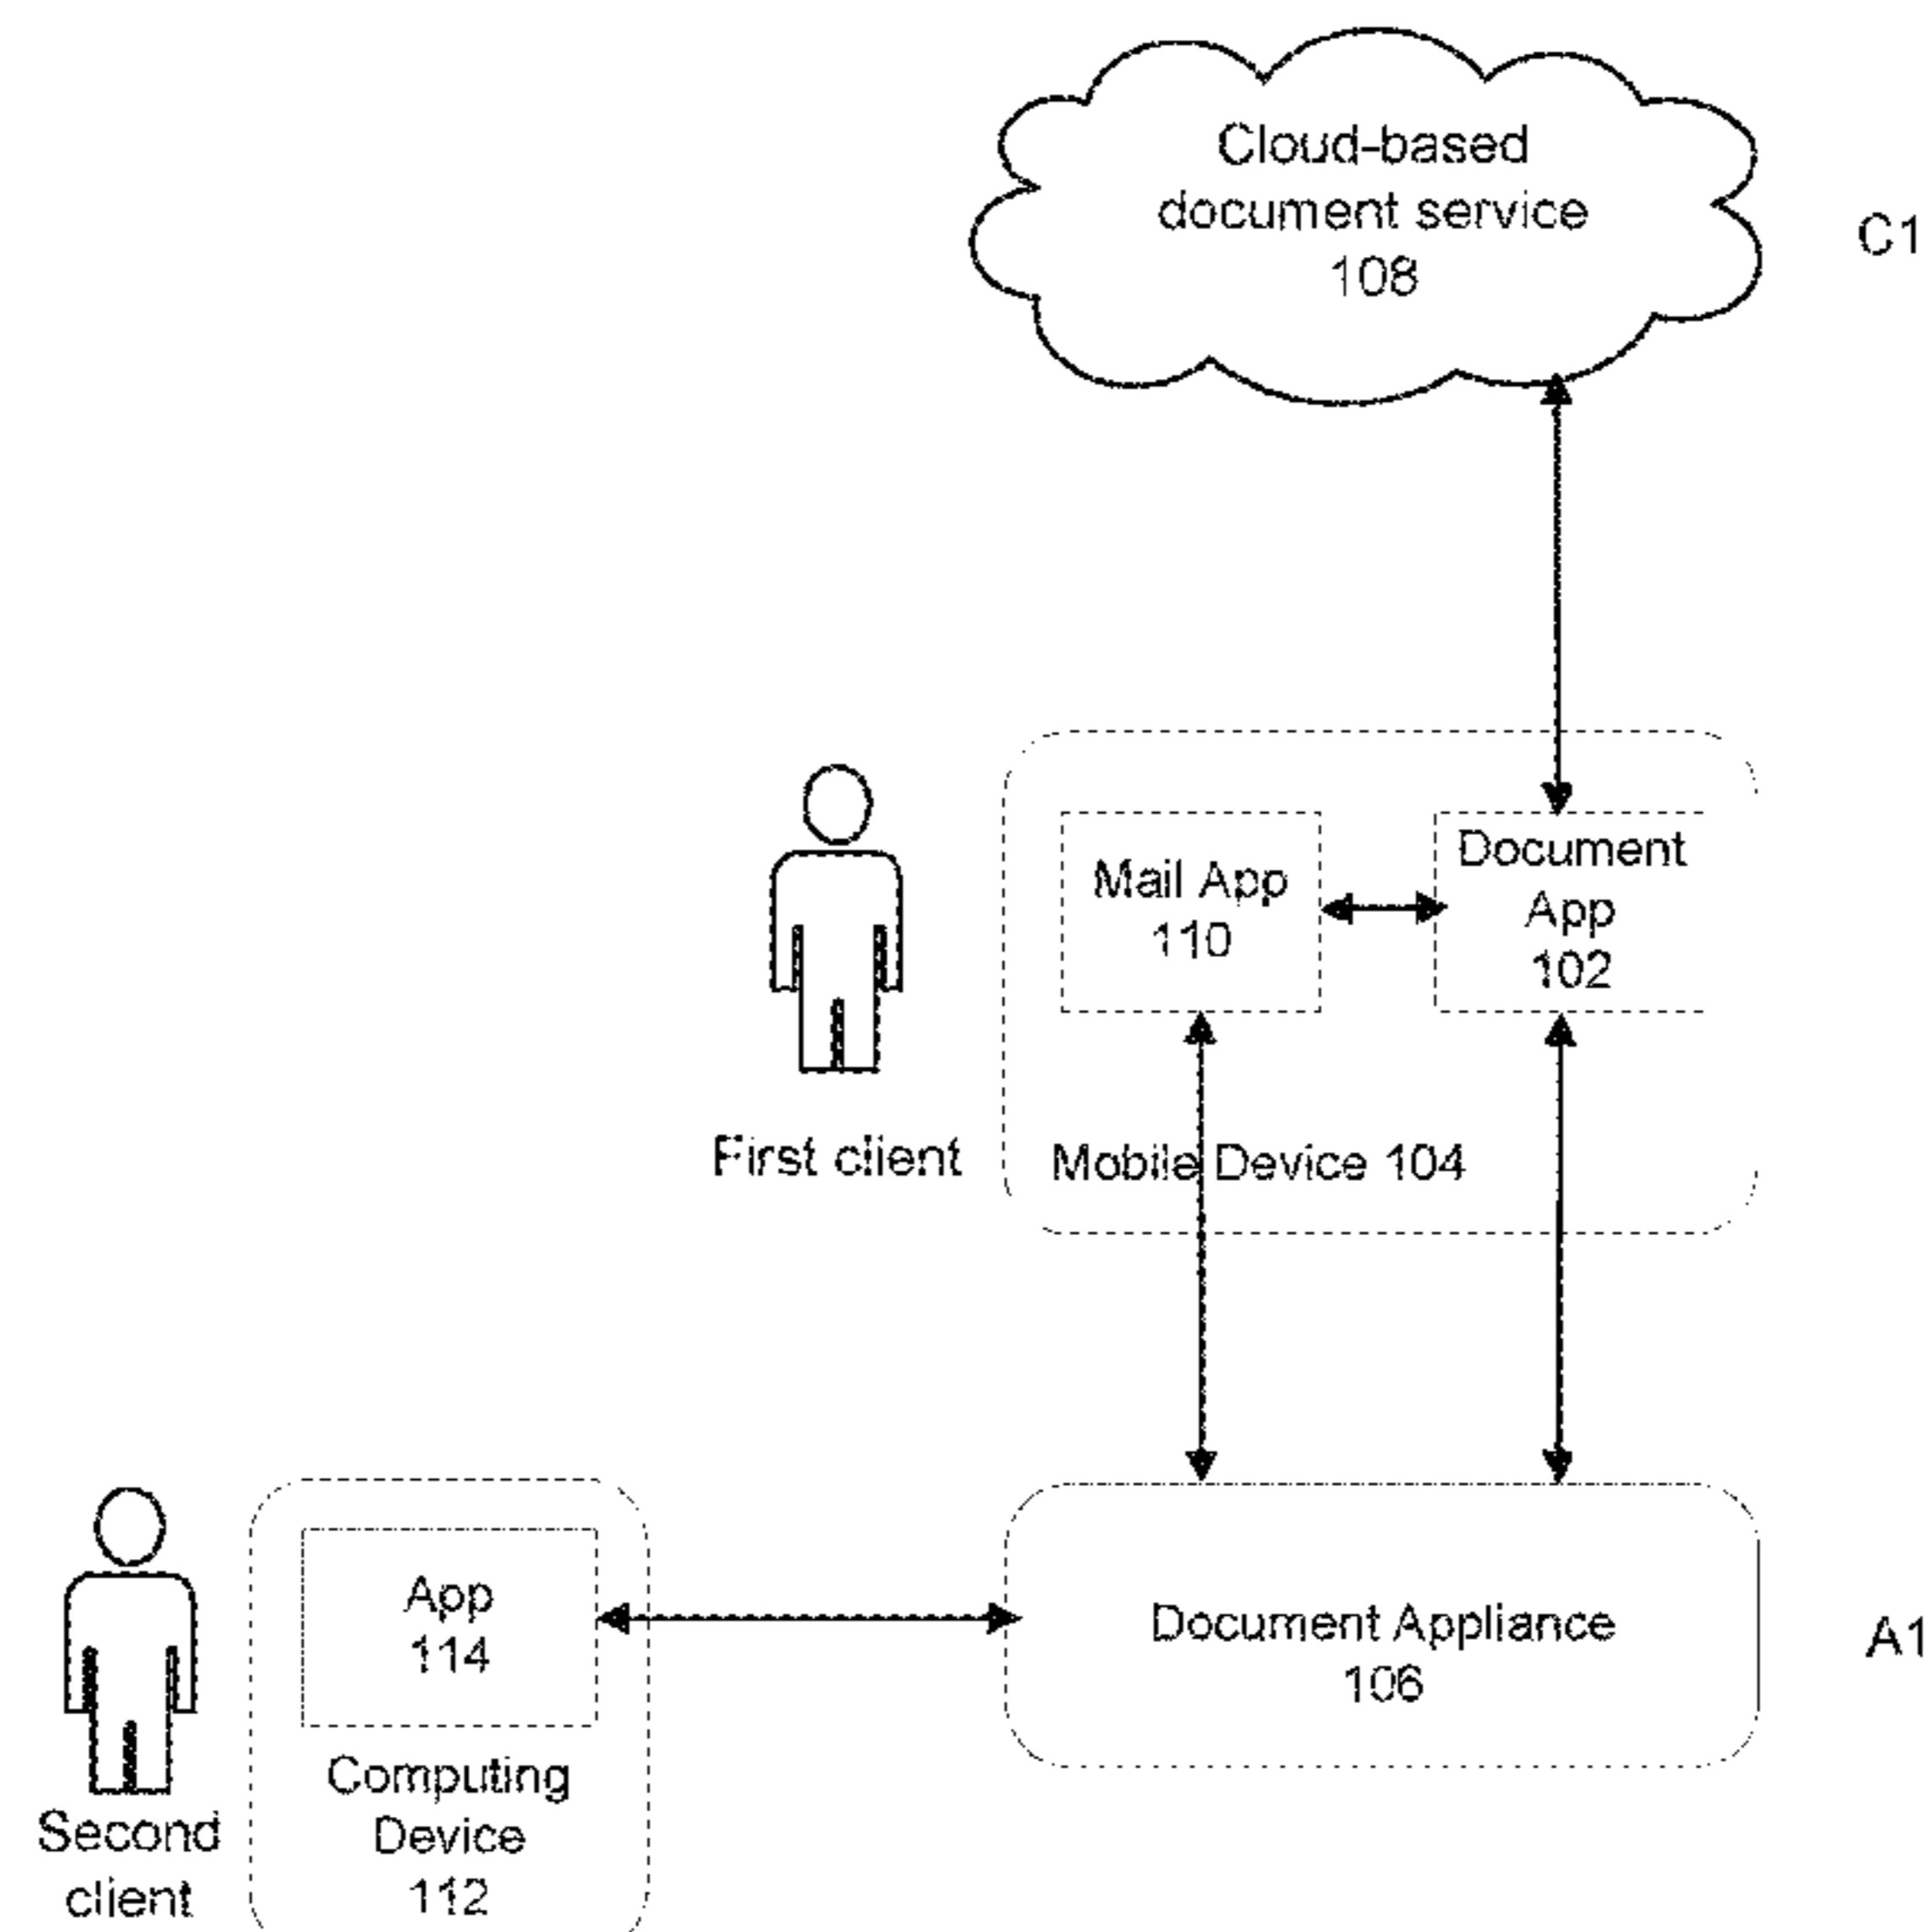 Cloud-based
document service
108
C1
Mail App
110
Document
App
102
First client
Mobile Device 104
App
114
Document Appliance
106
A1
Computing
Device
112
Second
client